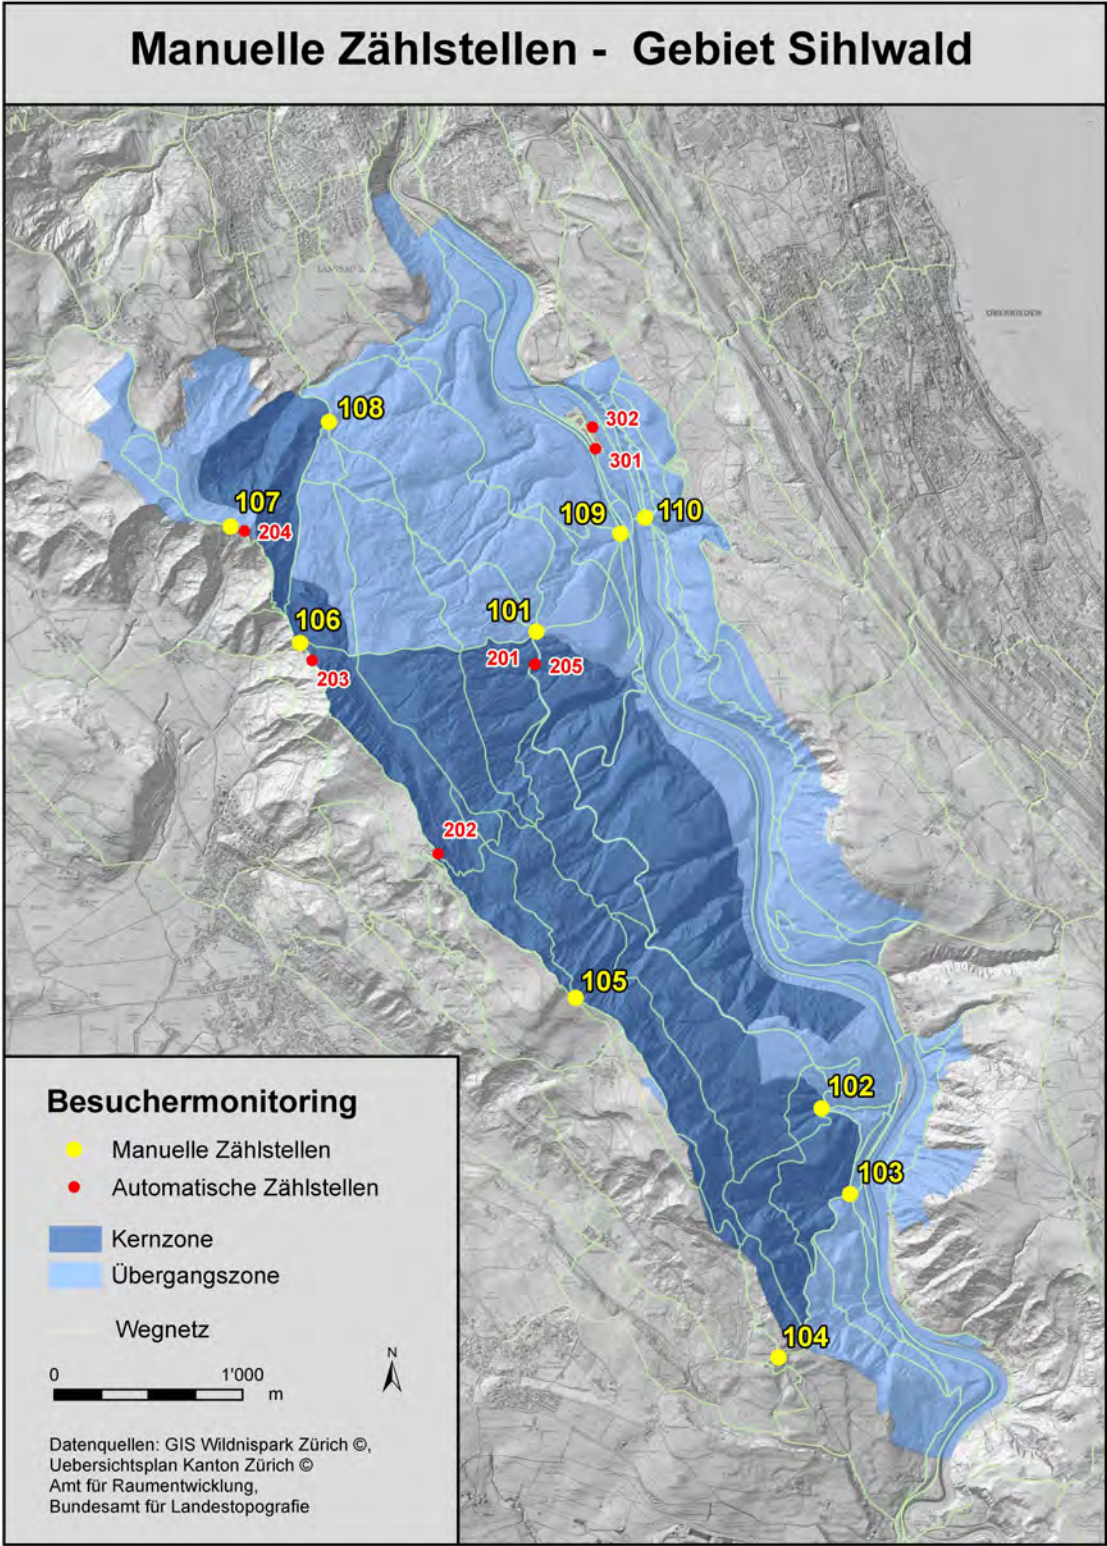 Manuelle Zählstellen - Gebiet Sihlwald
OBERRIEDEN
108
302
301
107
204
109
110
106
101
203
201
205
202
105
102
103
104
Besuchermonitoring
Manuelle Zählstellen
Automatische Zählstellen
Kernzone
Übergangszone
Wegnetz
0 1'000
m
N
Datenquellen: GIS Wildnispark Zürich ©,
Uebersichtsplan Kanton Zürich ©
Amt für Raumentwicklung,
Bundesamt für Landestopografie